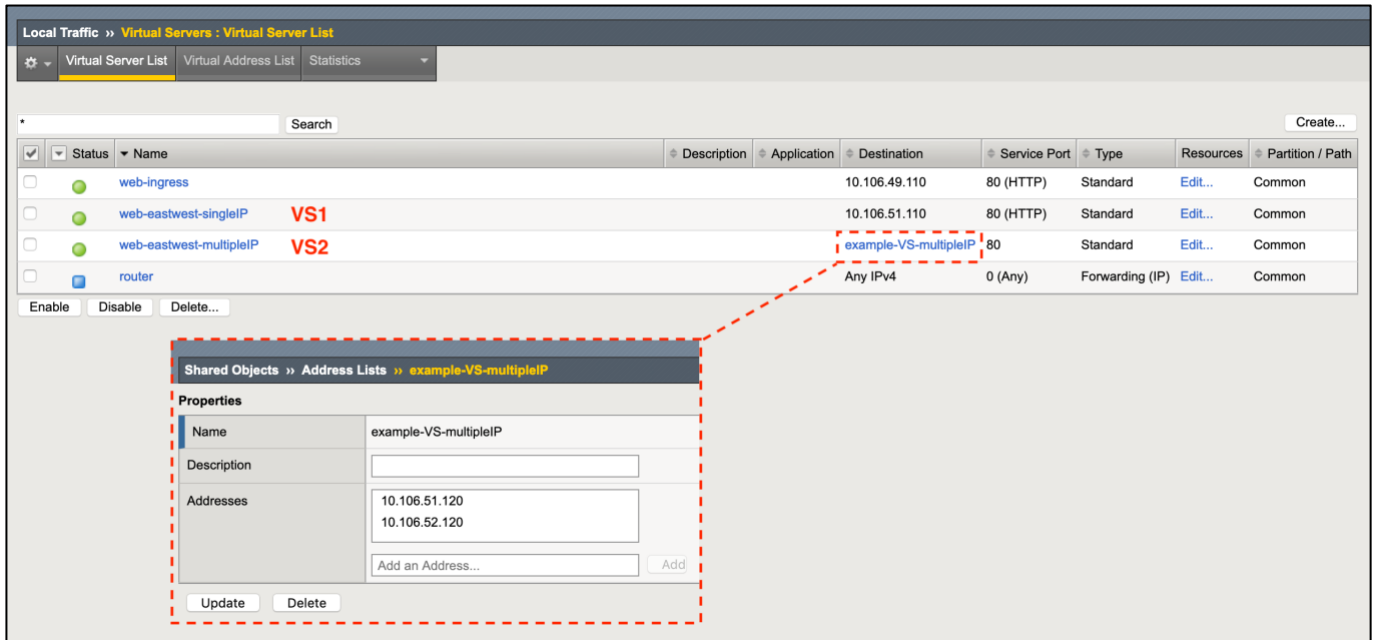 Local Traffic ›› Virtual Servers : Virtual Server List
Virtual Server List Virtual Address List Statistics
* Search Create...
Status Name Description Application Destination Service Port Type Resources Partition / Path
web-ingress 10.106.49.110 80 (HTTP) Standard Edit... Common
web-eastwest-singleIP VS1 10.106.51.110 80 (HTTP) Standard Edit... Common
web-eastwest-multipleIP VS2 example-VS-multipleIP 80 Standard Edit... Common
router Any IPv4 0 (Any) Forwarding (IP) Edit... Common
Enable Disable Delete...
Shared Objects ›› Address Lists ›› example-VS-multipleIP
Properties
Name example-VS-multipleIP
Description
Addresses 10.106.51.120
10.106.52.120
Add an Address... Add
Update Delete